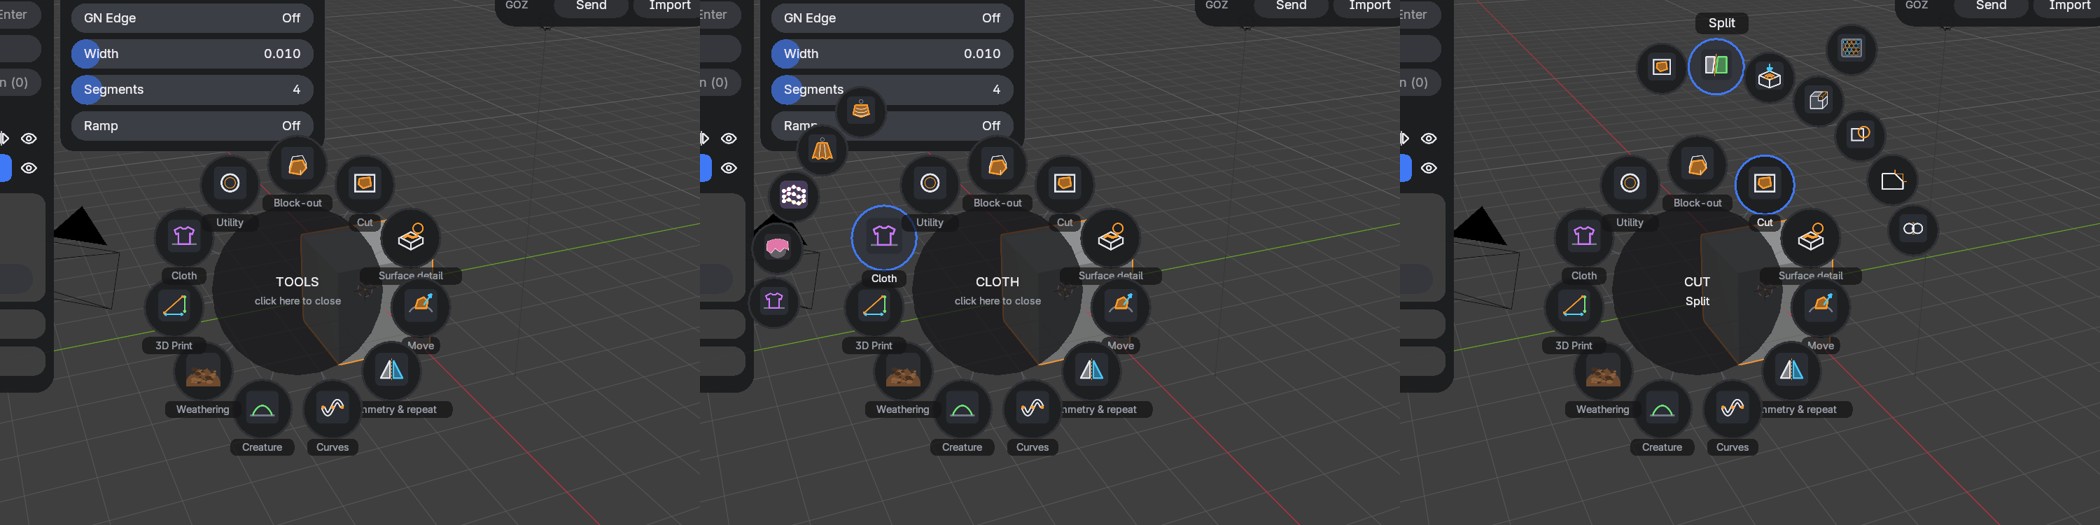 Enter
n (0)
GN Edge Off
Width 0.010
Segments 4
Ramp Off
GOZ Send Import
Utility
Block-out
Cut
Cloth
Surface detail
TOOLS
click here to close
3D Print
Move
Weathering
mmetry & repeat
Creature
Curves
Enter
n (0)
GN Edge Off
Width 0.010
Segments 4
Ramp Off
GOZ Send Import
Utility
Block-out
Cut
Cloth
Surface detail
CLOTH
click here to close
3D Print
Move
Weathering
mmetry & repeat
Creature
Curves
GOZ Send Import
Split
Utility
Block-out
Cut
Cloth
Surface detail
CUT
Split
3D Print
Move
Weathering
mmetry & repeat
Creature
Curves